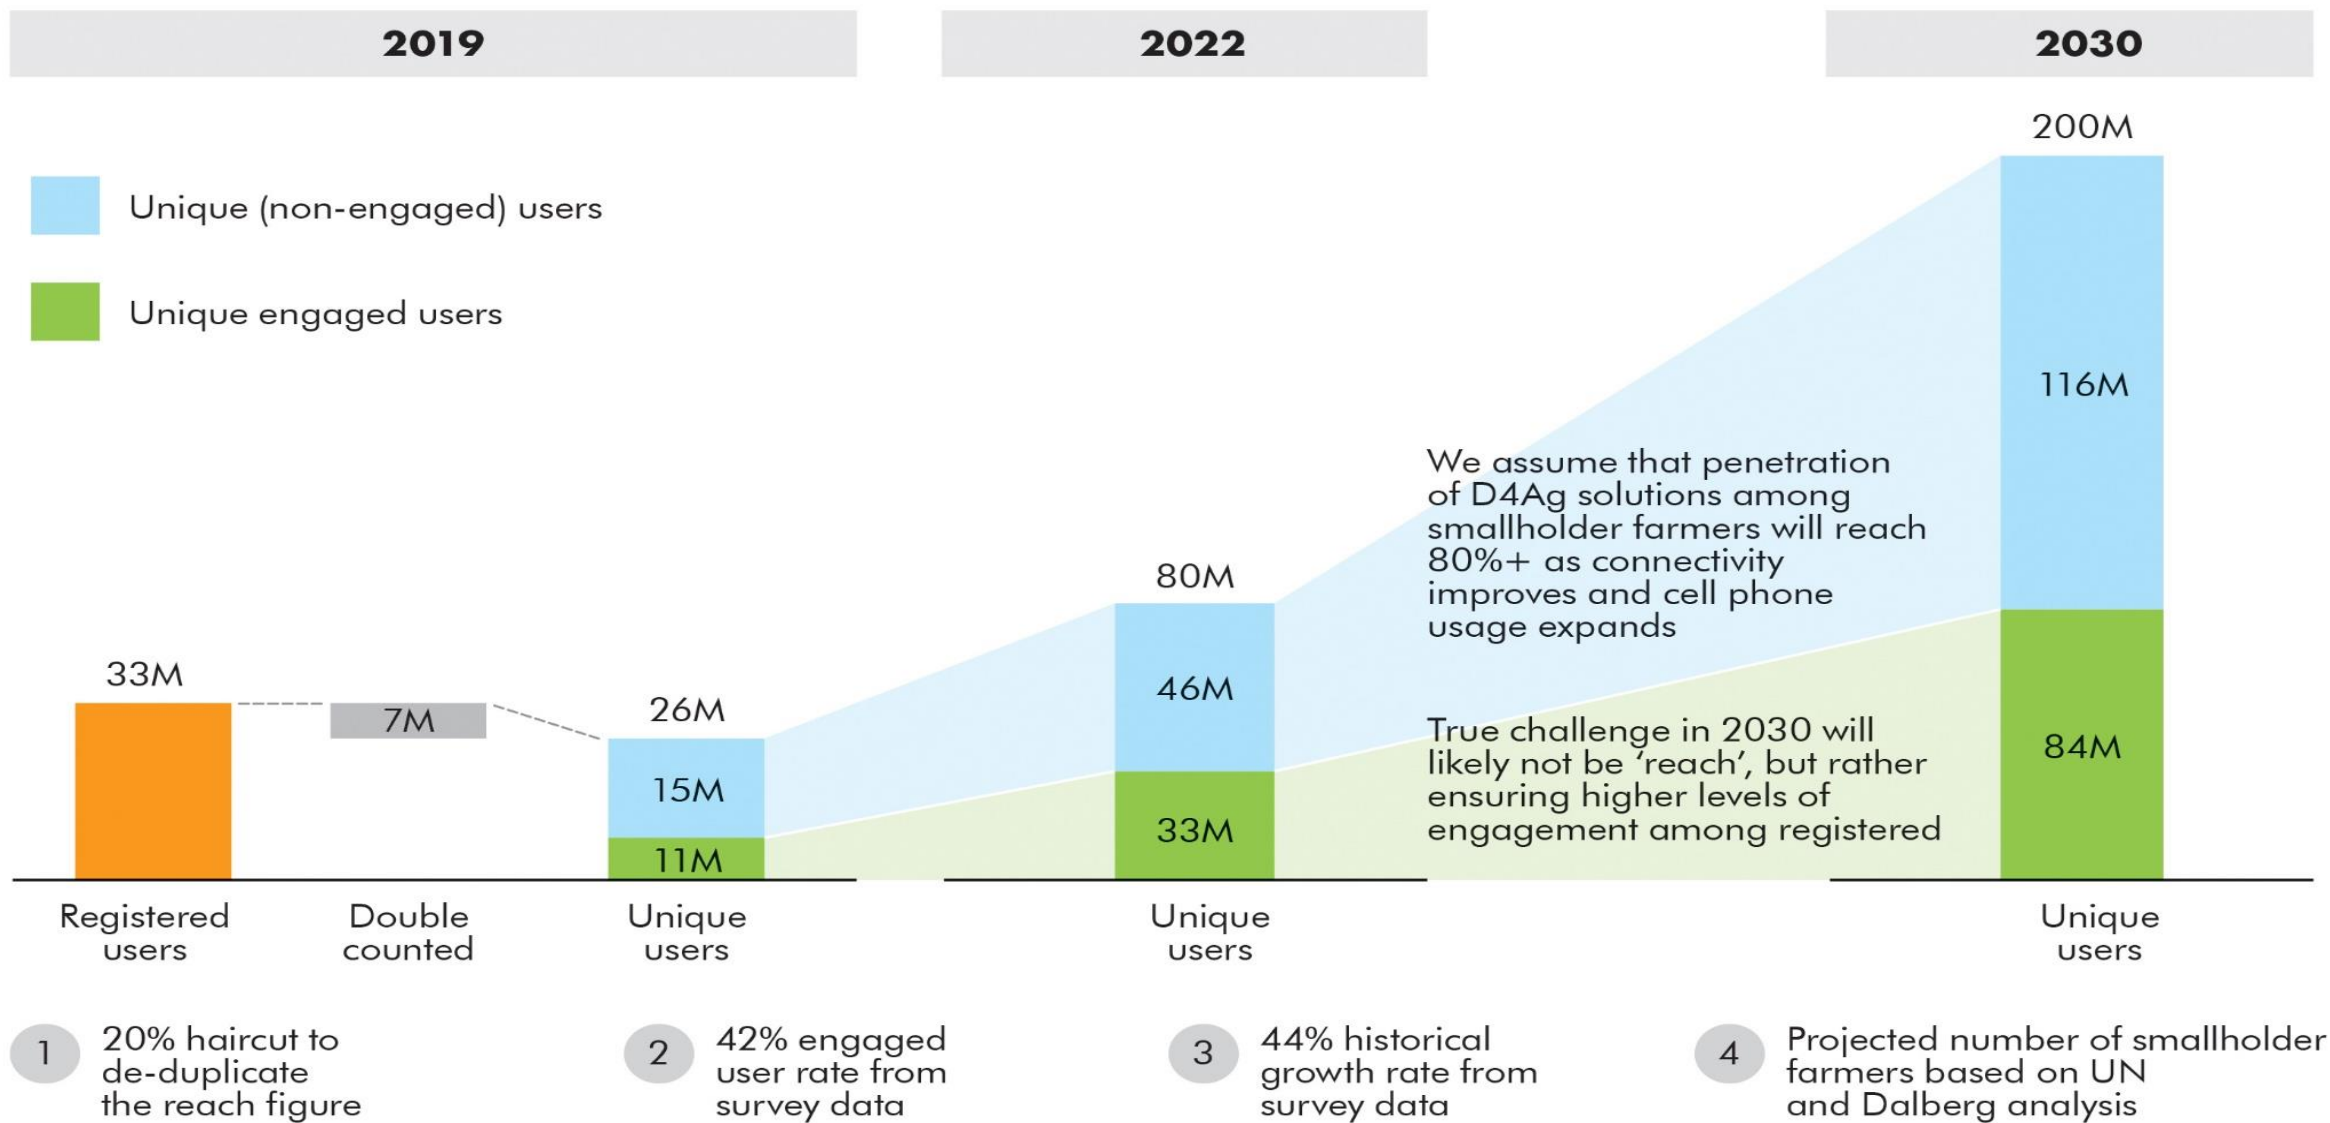 2019
2022
2030
Unique (non-engaged) users
Unique engaged users
33M
7M
26M
15M
11M
80M
46M
33M
200M
116M
84M
We assume that penetration
of D4Ag solutions among
smallholder farmers will reach
80%+ as connectivity
improves and cell phone
usage expands
True challenge in 2030 will
likely not be ‘reach’, but rather
ensuring higher levels of
engagement among registered
Registered
users
Double
counted
Unique
users
Unique
users
Unique
users
1
20% haircut to
de-duplicate
the reach figure
2
42% engaged
user rate from
survey data
3
44% historical
growth rate from
survey data
4
Projected number of smallholder
farmers based on UN
and Dalberg analysis